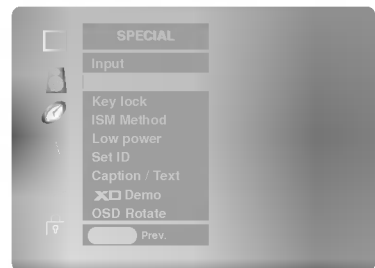 SPECIAL
Input
Key lock
ISM Method
Low power
Set ID
Caption / Text
XD Demo
OSD Rotate
Prev.